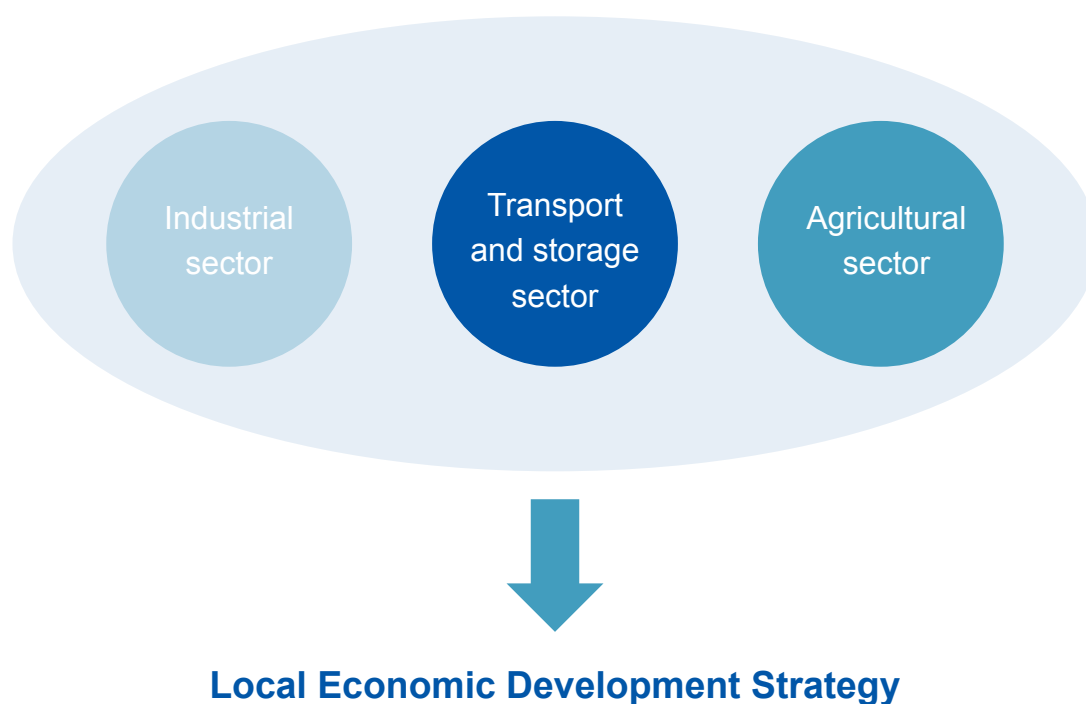 Industrial
sector
Transport
and storage
sector
Agricultural
sector
Local Economic Development Strategy